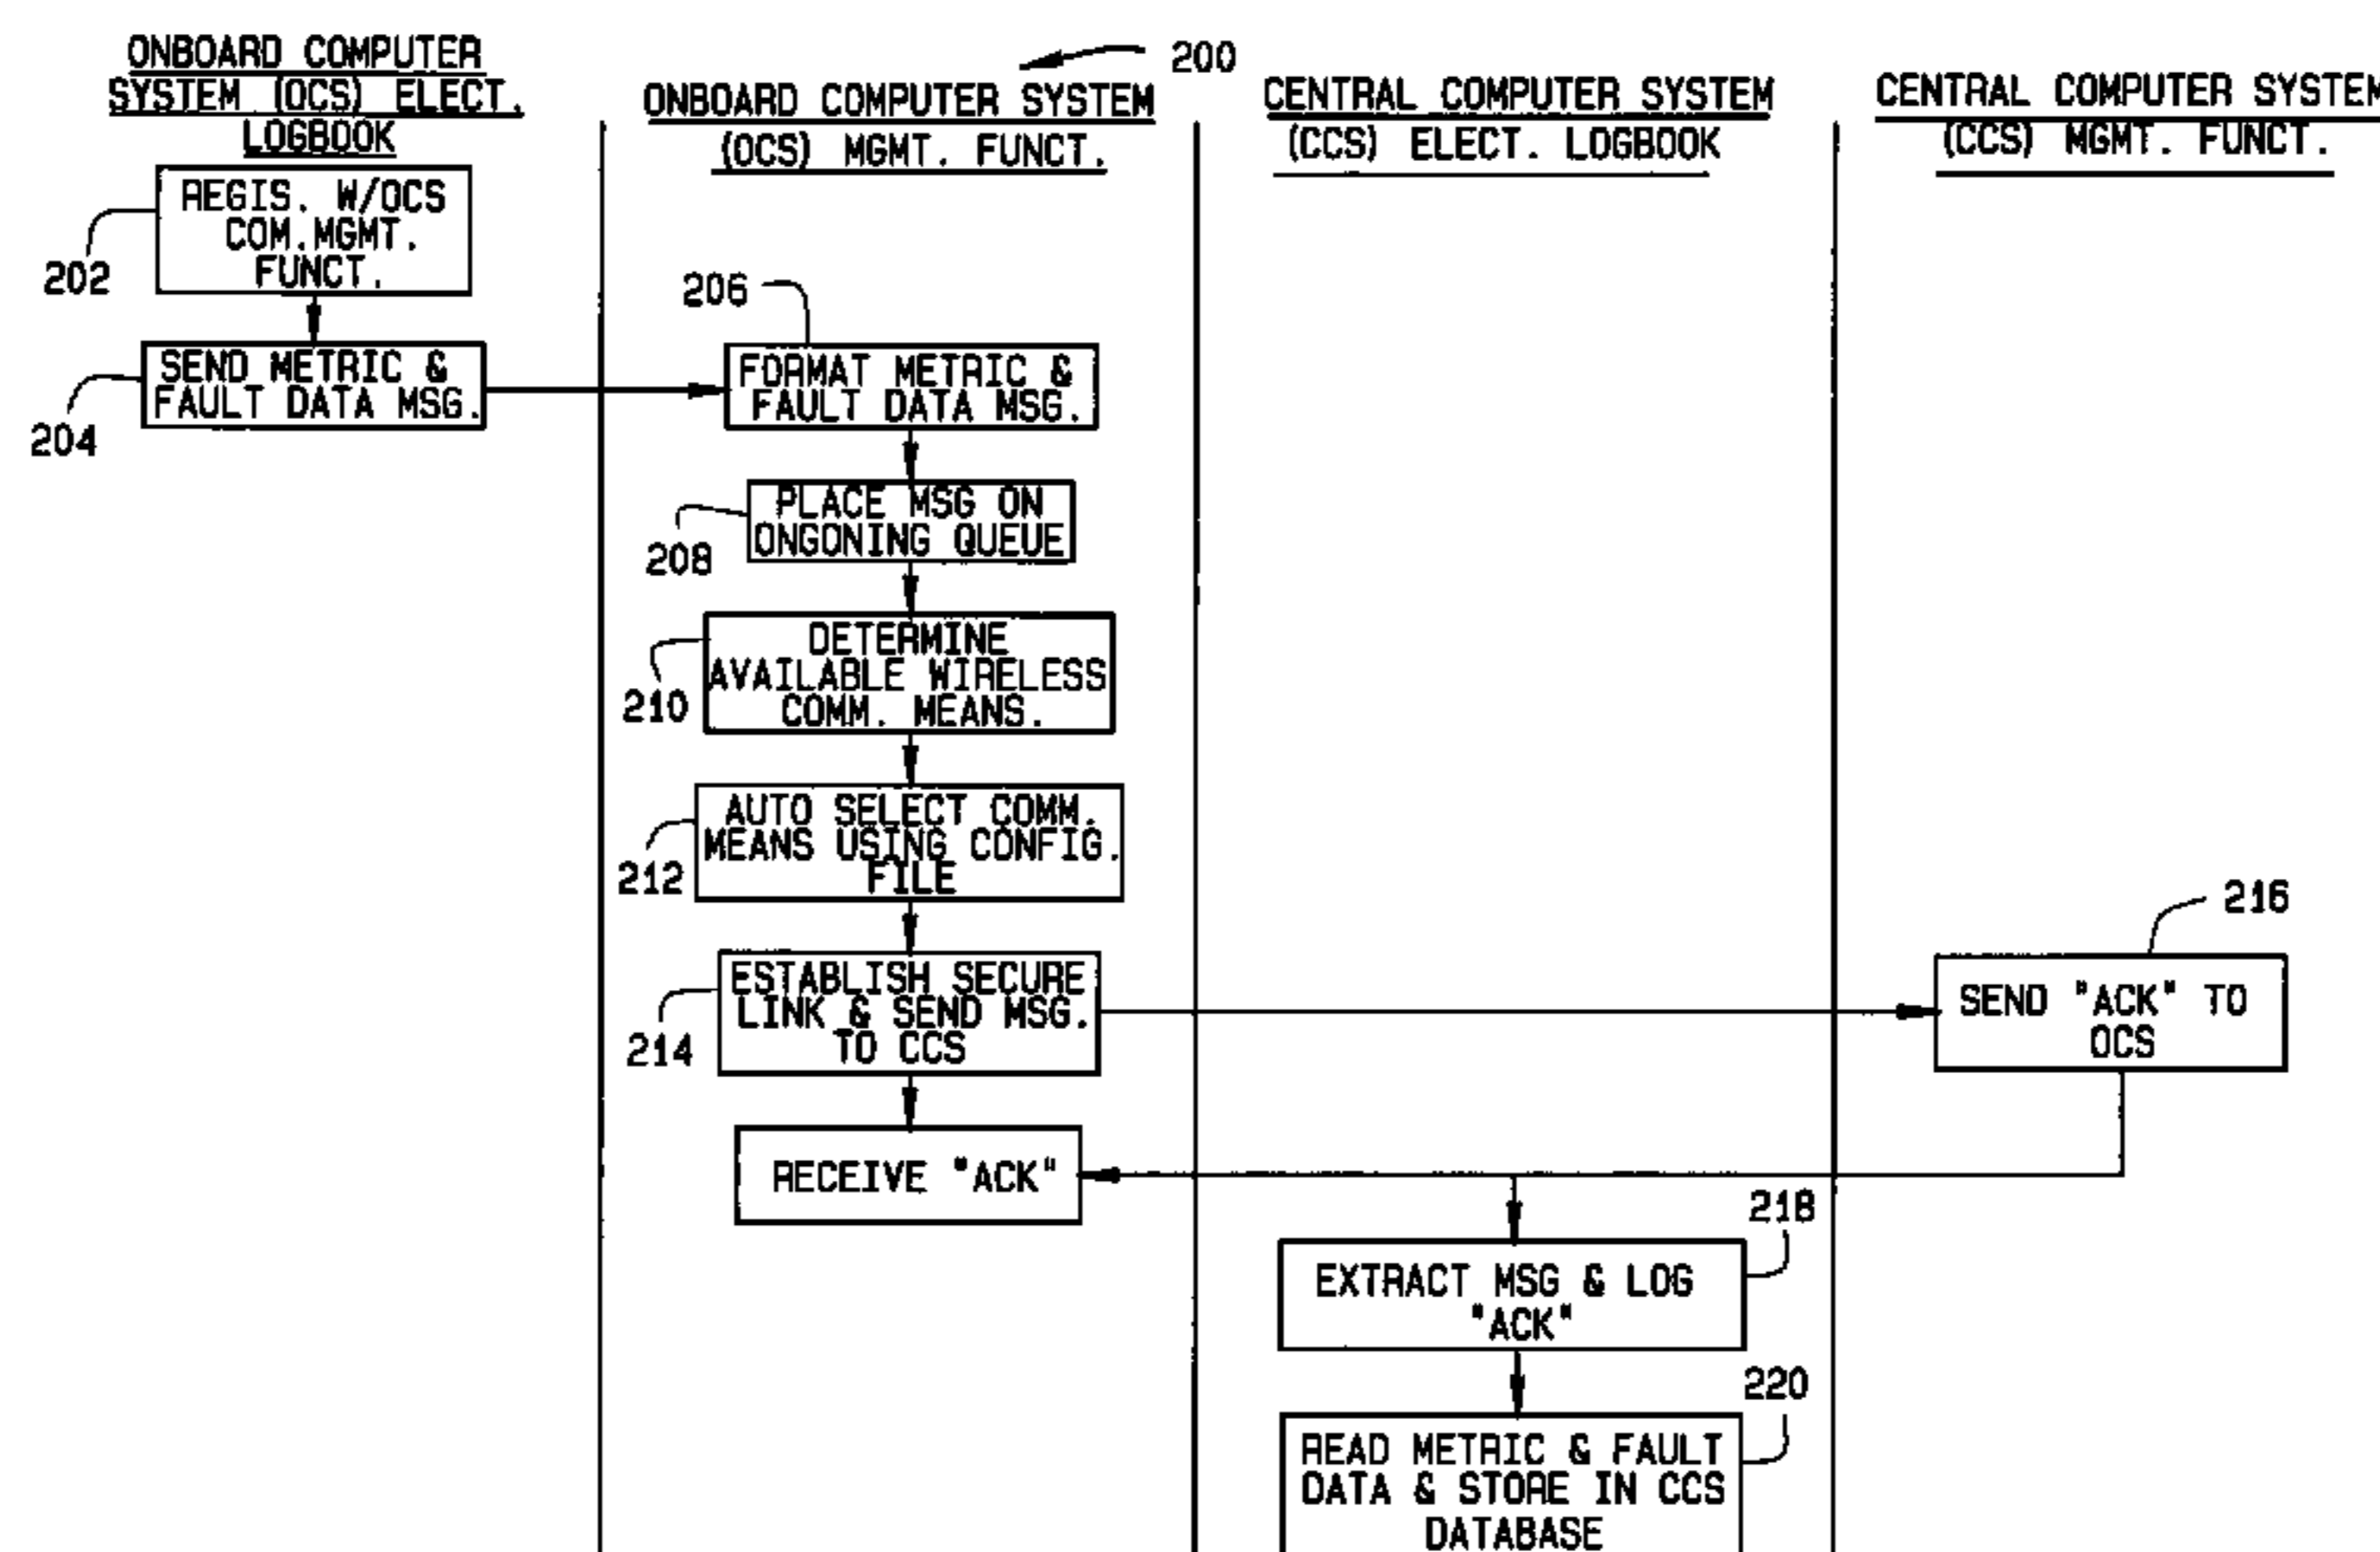 ONBOARD COMPUTER
SYSTEM (OCS) ELECT.
LOGBOOK
200
ONBOARD COMPUTER SYSTEM
(OCS) MGMT. FUNCT.
CENTRAL COMPUTER SYSTEM
(CCS) ELECT. LOGBOOK
CENTRAL COMPUTER SYSTEM
(CCS) MGMT. FUNCT.
REGIS. W/OCS
COM.MGMT.
FUNCT.
202
SEND METRIC &
FAULT DATA MSG.
204
206
FORMAT METRIC &
FAULT DATA MSG.
PLACE MSG ON
ONGONING QUEUE
208
DETERMINE
AVAILABLE WIRELESS
COMM. MEANS.
210
AUTO SELECT COMM.
MEANS USING CONFIG.
FILE
212
ESTABLISH SECURE
LINK & SEND MSG.
TO CCS
214
216
SEND "ACK" TO
OCS
RECEIVE "ACK"
218
EXTRACT MSG & LOG
"ACK"
220
READ METRIC & FAULT
DATA & STORE IN CCS
DATABASE